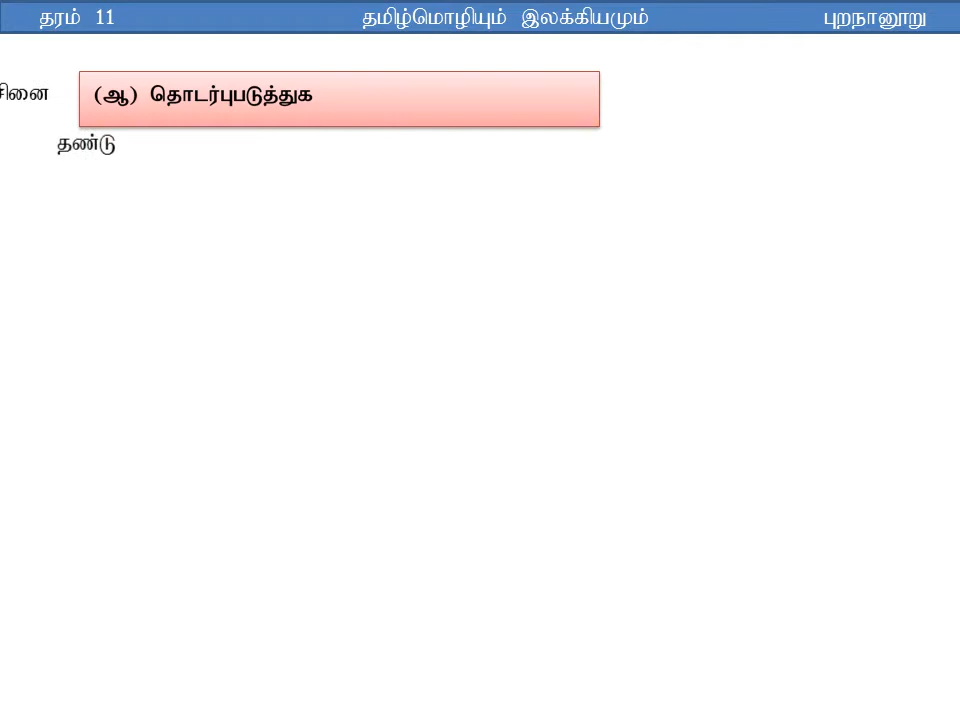 தரம் 11 தமிழ்மொழியும் இலக்கியமும் புறநானூறு
சினை (ஆ) தொடர்புபடுத்துக
தண்டு